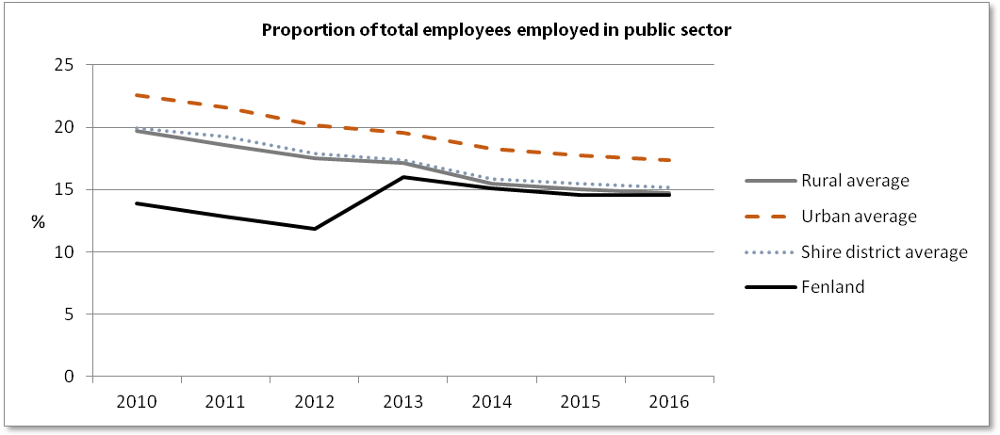 Proportion of total employees employed in public sector
25
20
15
10
5
0
%
2010 2011 2012 2013 2014 2015 2016
Rural average
Urban average
Shire district average
Fenland